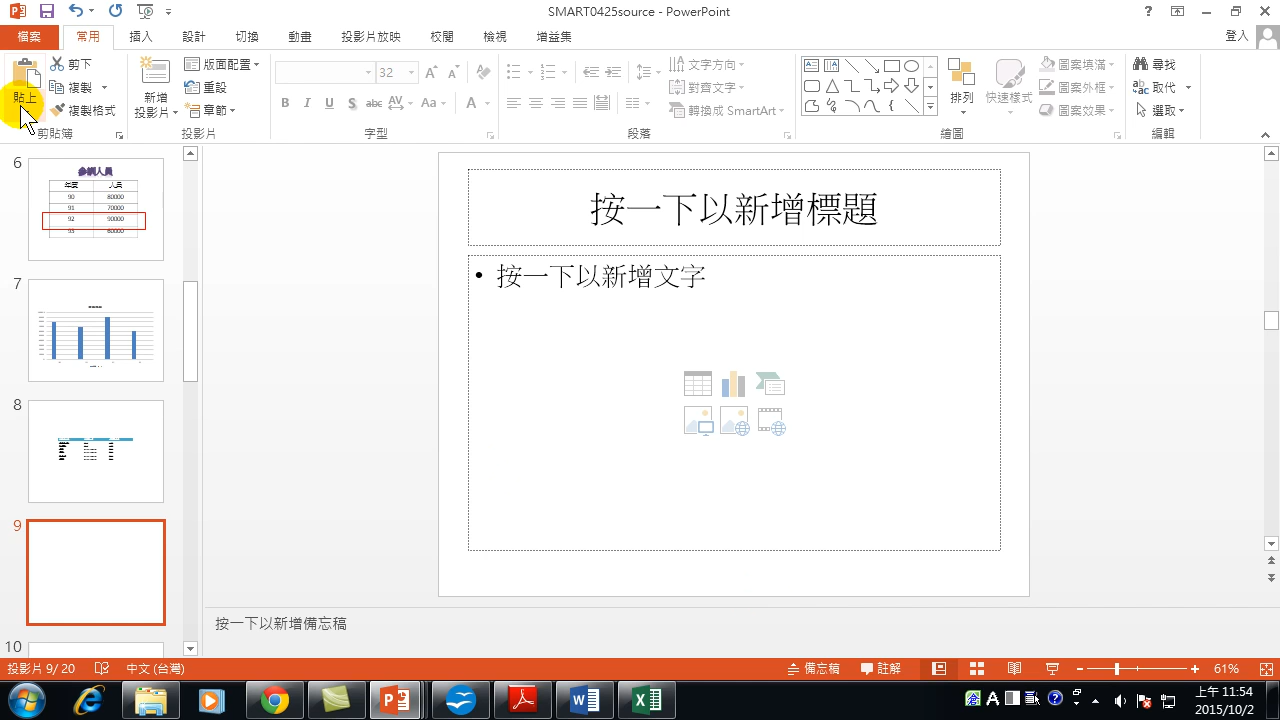 SMART0425source - PowerPoint
檔案 常用 插入 設計 切換 動畫 投影片放映 校閱 檢視 增益集 登入
貼上 剪下 複製 複製格式 剪貼簿
新增投影片 版面配置 重設 章節 投影片
32
B I U S abc AV Aa A 字型
文字方向 對齊文字 轉換成 SmartArt 段落
排列 快速樣式 圖案填滿 圖案外框 圖案效果 繪圖
尋找 取代 選取 編輯
6
參訓人員
年度 人員
90 80000
91 70000
92 90000
93 60000
7
8
9
10
按一下以新增標題
• 按一下以新增文字
按一下以新增備忘稿
投影片 9/ 20 中文 (台灣) 備忘稿 註解 61%
上午 11:54
2015/10/2